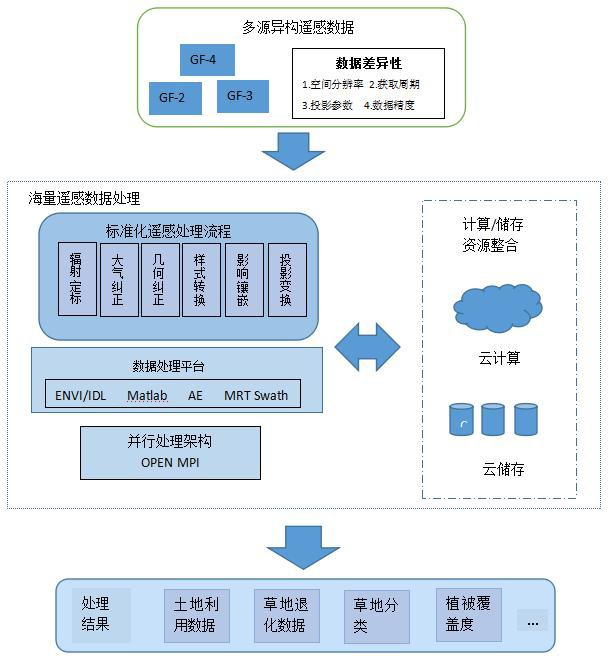 多源异构遥感数据
GF-4
GF-2
GF-3
数据差异性
1.空间分辨率 2.获取周期
3.投影参数 4.数据精度
海量遥感数据处理
标准化遥感处理流程
辐射定标
大气纠正
几何纠正
样式转换
影响镶嵌
投影变换
数据处理平台
ENVI/IDL Matlab AE MRT Swath
并行处理架构
OPEN MPI
计算/储存
资源整合
云计算
云储存
处理
结果
土地利
用数据
草地退
化数据
草地分
类
植被覆
盖度
...